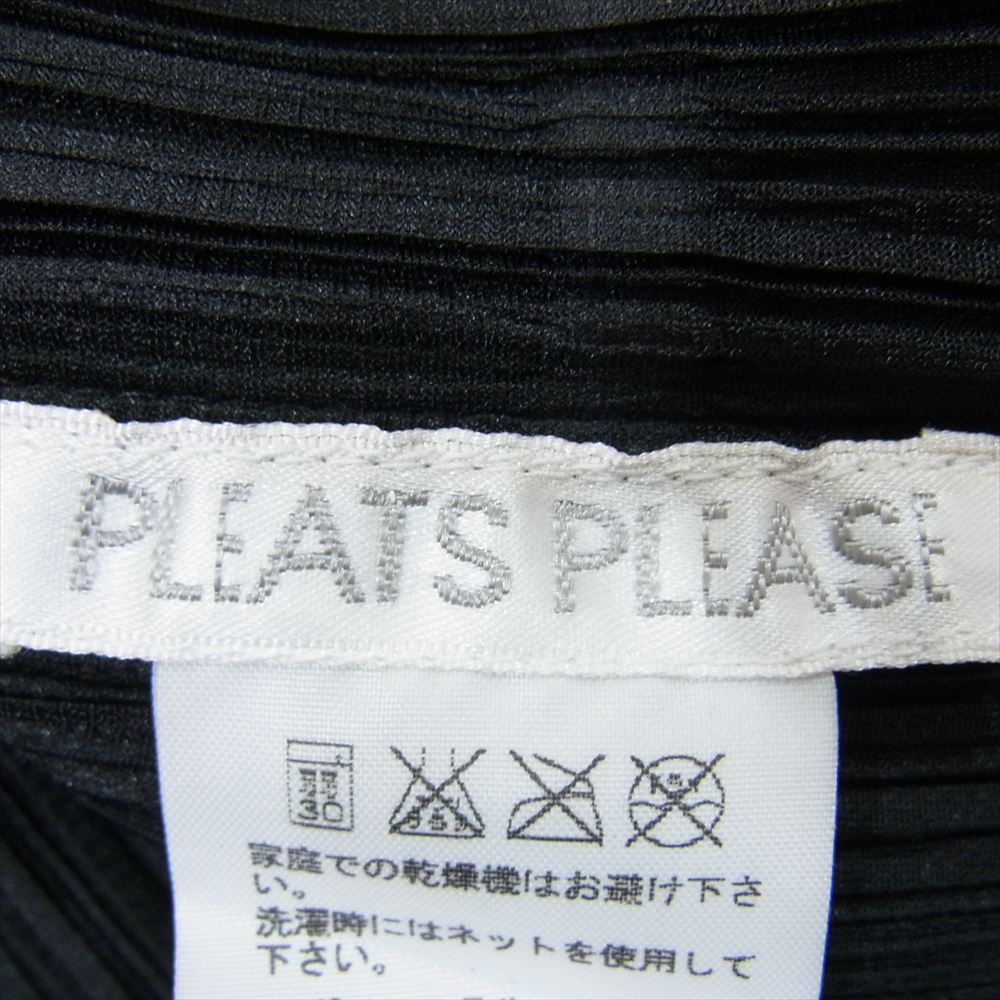 PLEATS PLEASE
家庭での乾燥機はお避け下さ
い。
洗濯時にはネットを使用して
下さい。